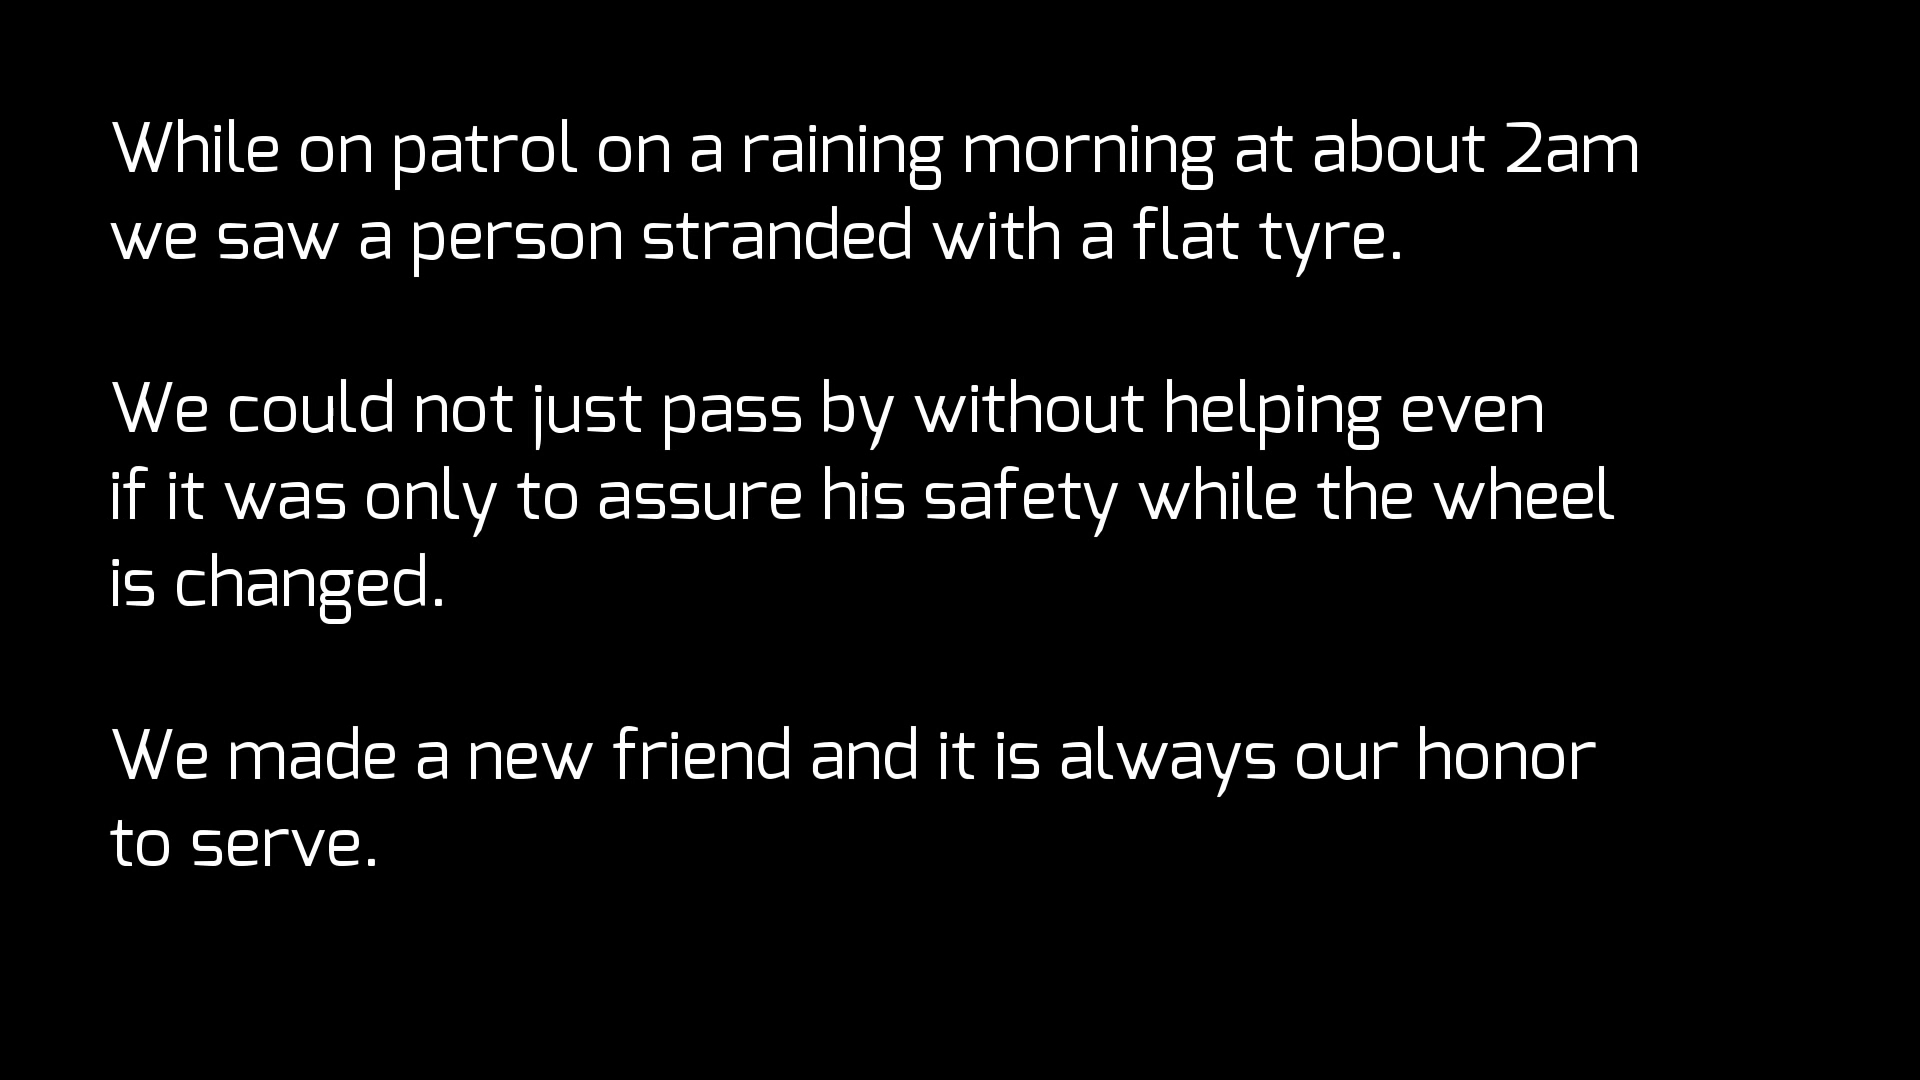 While on patrol on a raining morning at about 2am
we saw a person stranded with a flat tyre.
We could not just pass by without helping even
if it was only to assure his safety while the wheel
is changed.
We made a new friend and it is always our honor
to serve.